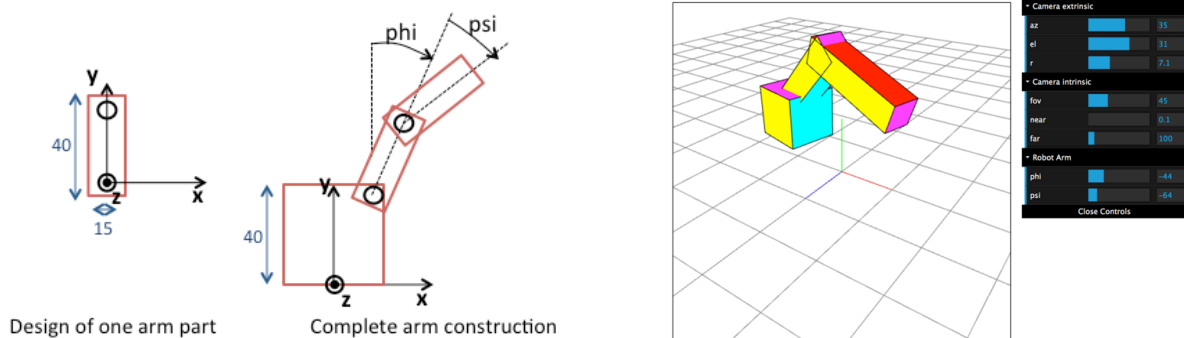 y
40
z
x
15
Design of one arm part
phi
psi
y
40
z
x
Complete arm construction
Camera extrinsic
az 35
el 31
r 7.1
Camera intrinsic
fov 45
near 0.1
far 100
Robot Arm
phi -44
psi -64
Close Controls